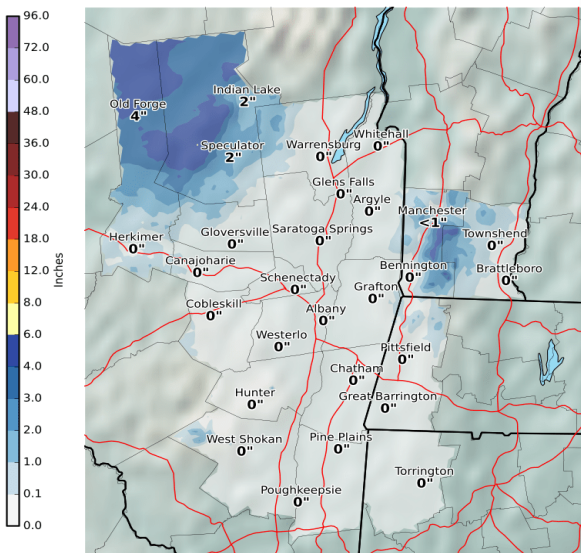 96.0
72.0
60.0
48.0
36.0
30.0
24.0
18.0
12.0
8.0
6.0
4.0
3.0
2.0
1.0
0.1
0.0
Inches
Indian Lake
2"
Old Forge
4"
Speculator
2"
Warrensburg
0"
Whitehall
0"
Glens Falls
0"
Argyle
0"
Manchester
<1"
Herkimer
0"
Gloversville
0"
Saratoga Springs
0"
Townshend
0"
Canajoharie
0"
Bennington
0"
Brattleboro
0"
Schenectady
0"
Grafton
0"
Cobleskill
0"
Albany
0"
Westerlo
0"
Pittsfield
0"
Chatham
0"
Hunter
0"
Great Barrington
0"
West Shokan
0"
Pine Plains
0"
Torrington
0"
Poughkeepsie
0"